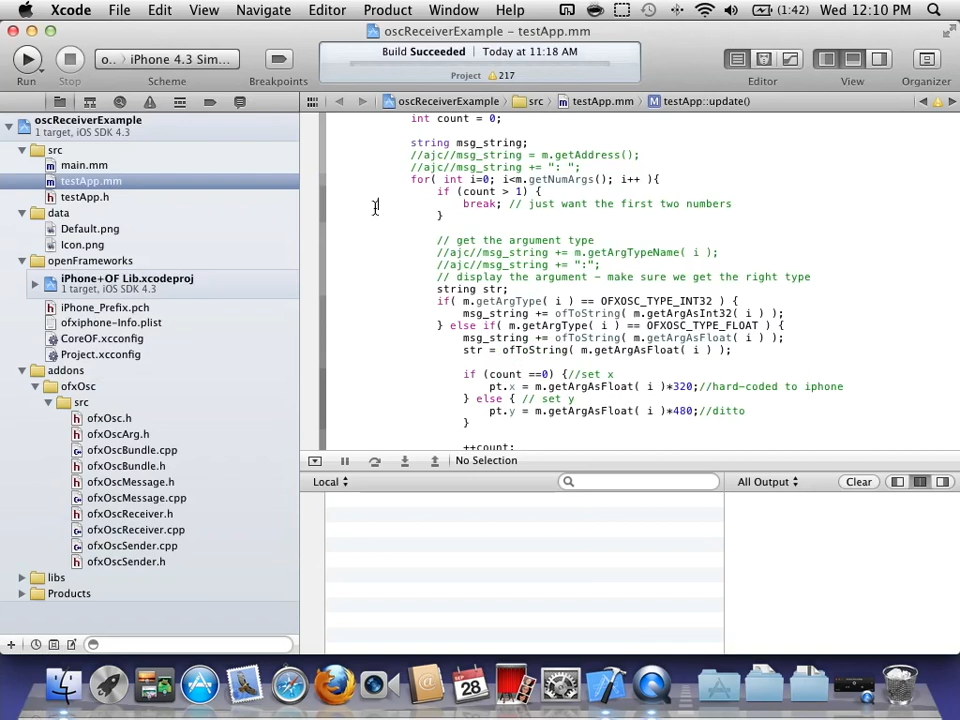 Xcode File Edit View Navigate Editor Product Window Help (1:42) Wed 12:10 PM
oscReceiverExample - testApp.mm
Build Succeeded Today at 11:18 AM
Project 217
o.. iPhone 4.3 Sim...
Run Stop Scheme Breakpoints Editor View Organizer
oscReceiverExample src testApp.mm testApp::update()
oscReceiverExample
1 target, iOS SDK 4.3
src
main.mm
testApp.mm
testApp.h
data
Default.png
Icon.png
openFrameworks
iPhone+OF Lib.xcodeproj
1 target, iOS SDK 4.3
iPhone_Prefix.pch
ofxiphone-Info.plist
CoreOF.xcconfig
Project.xcconfig
addons
ofxOsc
src
ofxOsc.h
ofxOscArg.h
ofxOscBundle.cpp
ofxOscBundle.h
ofxOscMessage.h
ofxOscMessage.cpp
ofxOscReceiver.h
ofxOscReceiver.cpp
ofxOscSender.cpp
ofxOscSender.h
libs
Products
int count = 0;
string msg_string;
//ajc//msg_string = m.getAddress();
//ajc//msg_string += ": ";
for( int i=0; i<m.getNumArgs(); i++ ){
if (count > 1) {
break; // just want the first two numbers
}
// get the argument type
//ajc//msg_string += m.getArgTypeName( i );
//ajc//msg_string += ":";
// display the argument - make sure we get the right type
string str;
if( m.getArgType( i ) == OFXOSC_TYPE_INT32 ) {
msg_string += ofToString( m.getArgAsInt32( i ) );
} else if( m.getArgType( i ) == OFXOSC_TYPE_FLOAT ) {
msg_string += ofToString( m.getArgAsFloat( i ) );
str = ofToString( m.getArgAsFloat( i ) );
if (count ==0) {//set x
pt.x = m.getArgAsFloat( i )*320;//hard-coded to iphone
} else { // set y
pt.y = m.getArgAsFloat( i )*480;//ditto
}
++count;
No Selection
Local All Output Clear
SEP
28